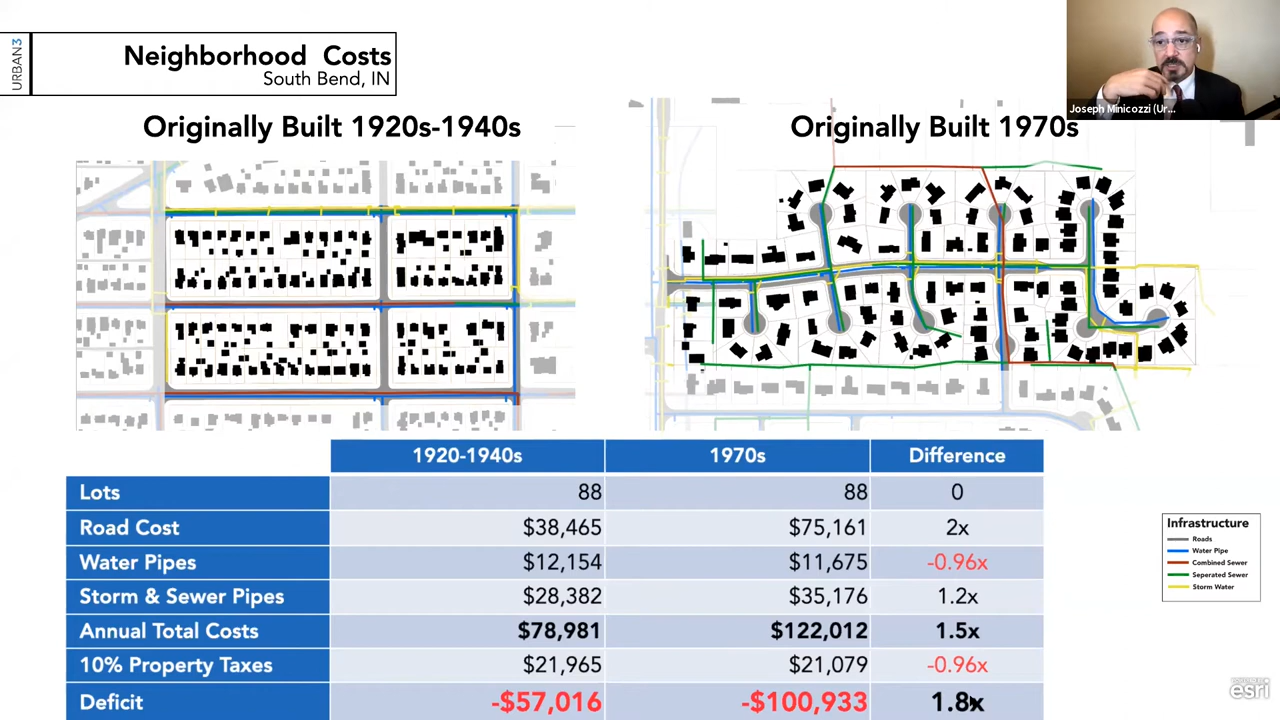 URBAN3
Neighborhood Costs
South Bend, IN
Joseph Minicozzi (Ur...
Originally Built 1920s-1940s
Originally Built 1970s
1920-1940s 1970s Difference
Lots 88 88 0
Road Cost $38,465 $75,161 2x
Water Pipes $12,154 $11,675 -0.96x
Storm & Sewer Pipes $28,382 $35,176 1.2x
Annual Total Costs $78,981 $122,012 1.5x
10% Property Taxes $21,965 $21,079 -0.96x
Deficit -$57,016 -$100,933 1.8x
Infrastructure
Roads
Water Pipe
Combined Sewer
Seperated Sewer
Storm Water
esri